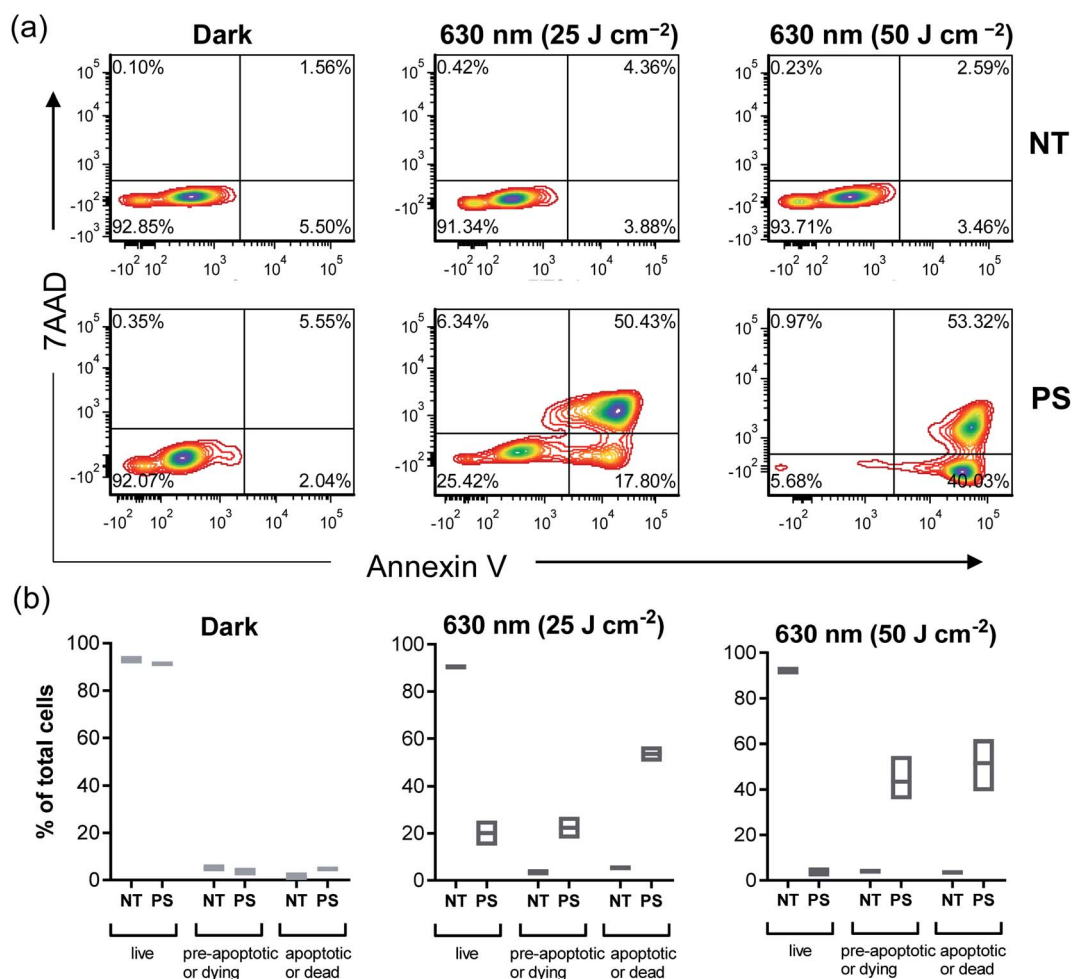 (a)
Dark 630 nm (25 J cm⁻²) 630 nm (50 J cm ⁻²)
10⁵ 0.10% 1.56% 10⁵ 0.42% 4.36% 10⁵ 0.23% 2.59%
10⁴ 10⁴ 10⁴
NT
10³ 10³ 10³
-10² -10² -10²
-10³ 92.85% 5.50% -10³ 91.34% 3.88% -10³ 93.71% 3.46%
-10² 10² 10³ 10⁴ 10⁵ -10² 10² 10³ 10⁴ 10⁵ -10² 10² 10³ 10⁴ 10⁵
7AAD
10⁵ 0.35% 5.55% 10⁵ 6.34% 50.43% 10⁵ 0.97% 53.32%
10⁴ 10⁴ 10⁴
PS
10³ 10³ 10³
-10² -10² -10²
92.07% 2.04% 25.42% 17.80% 5.68% 40.03%
-10² 10² 10³ 10⁴ 10⁵ -10² 10² 10³ 10⁴ 10⁵ -10² 10² 10³ 10⁴ 10⁵
Annexin V
(b)
Dark 630 nm (25 J cm⁻²) 630 nm (50 J cm⁻²)
% of total cells
100 100 100
80 80 80
60 60 60
40 40 40
20 20 20
0 0 0
NT PS NT PS NT PS NT PS NT PS NT PS NT PS NT PS NT PS
live pre-apoptotic apoptotic live pre-apoptotic apoptotic live pre-apoptotic apoptotic
or dying or dead or dying or dead or dying or dead